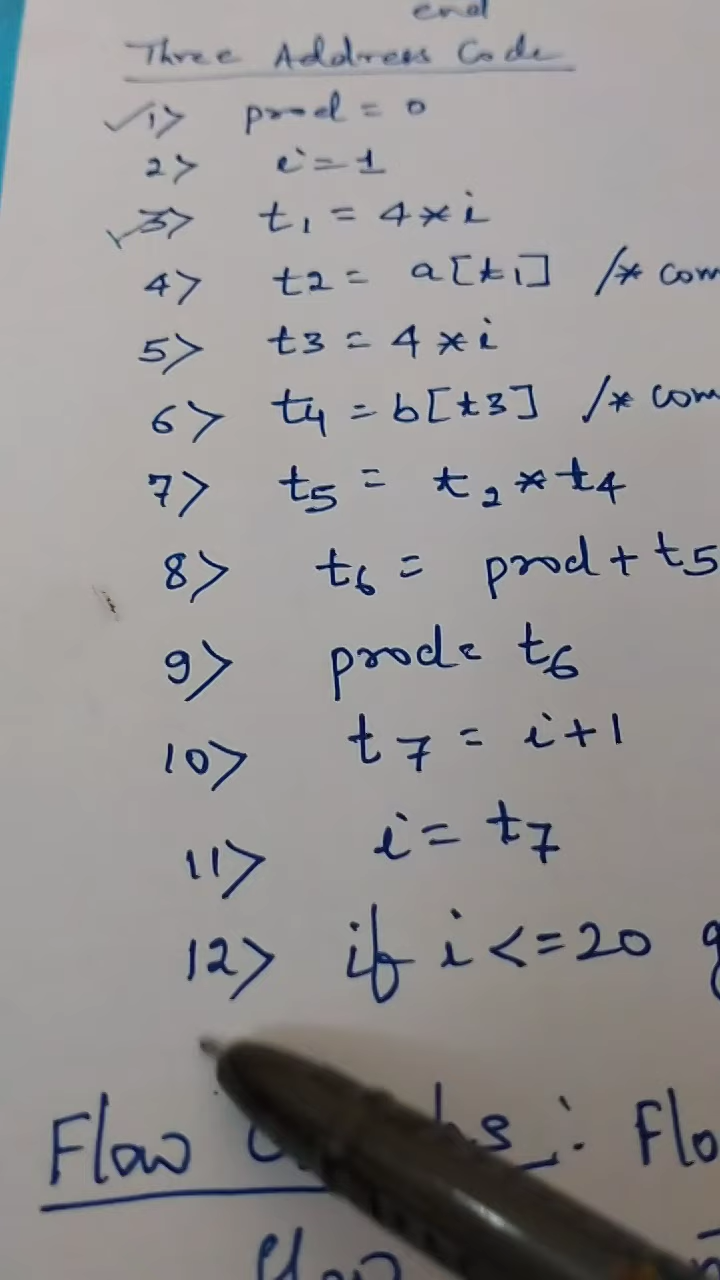 end
Three Address Code
1> prod = 0
2> i = 1
3> t1 = 4 * i
4> t2 = a[t1] /* com
5> t3 = 4 * i
6> t4 = b[t3] /* com
7> t5 = t2 * t4
8> t6 = prod + t5
9> prod = t6
10> t7 = i + 1
11> i = t7
12> if i <= 20 g
Flow : Flo